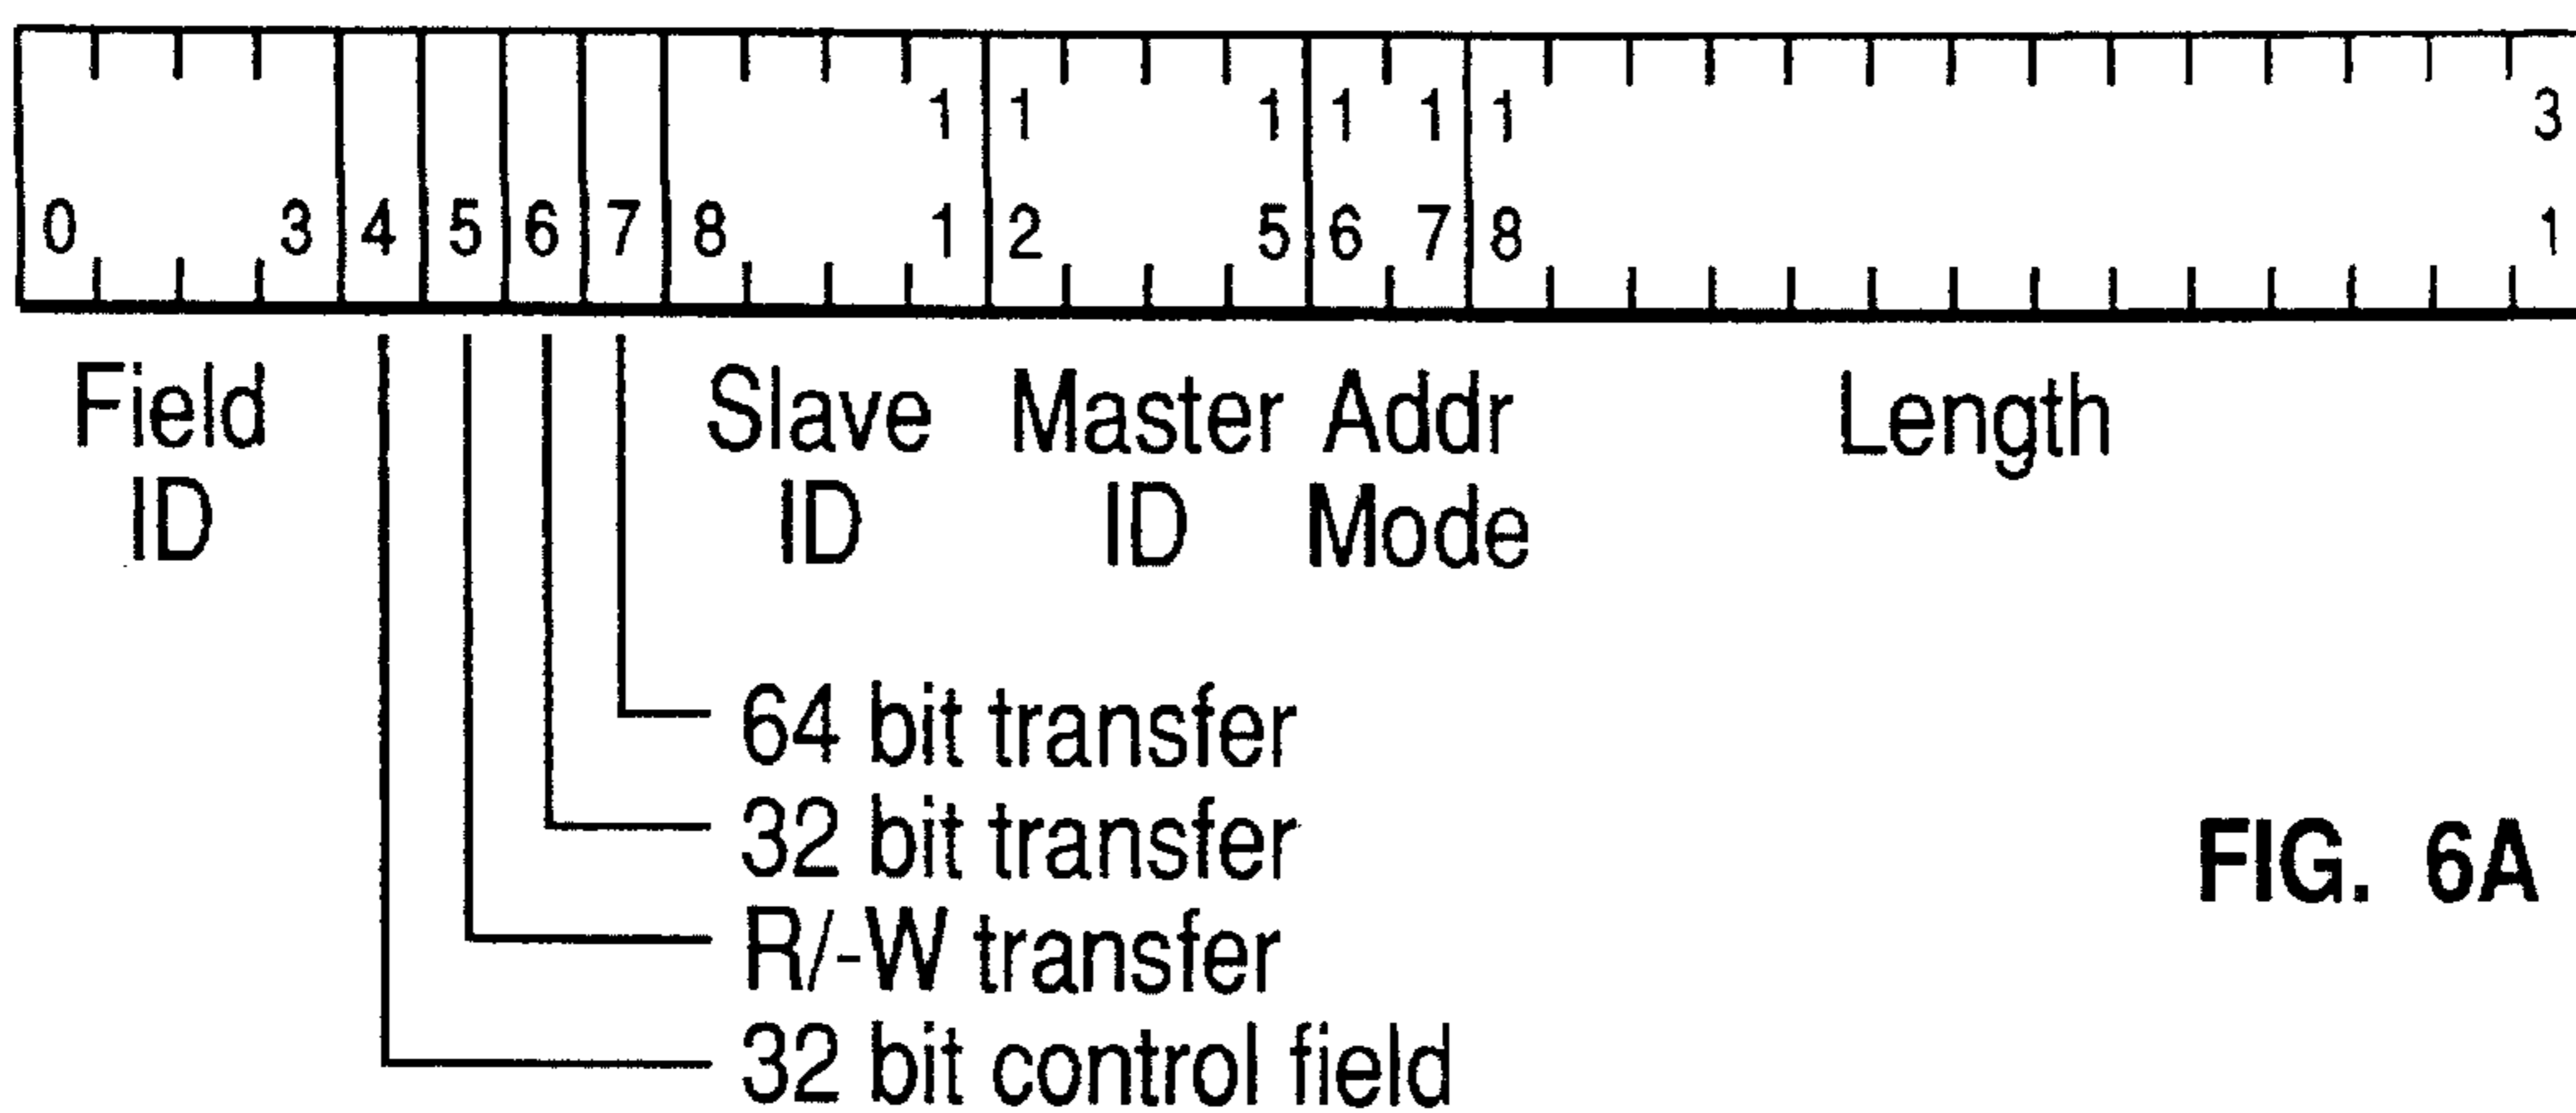 1 1 1 1 1 1 3
0 3 4 5 6 7 8 1 2 5 6 7 8 1
Field Slave Master Addr Length
ID ID ID Mode
64 bit transfer
32 bit transfer
R/-W transfer
32 bit control field
FIG. 6A